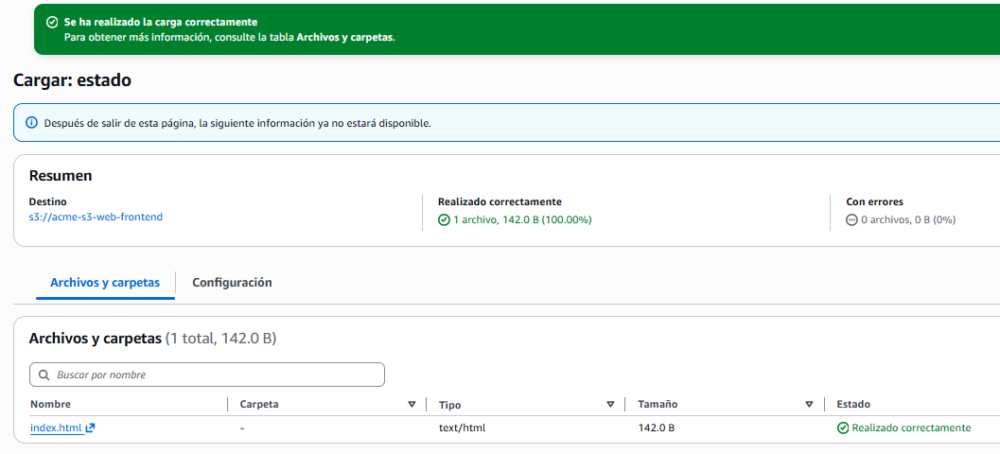 Se ha realizado la carga correctamente
Para obtener más información, consulte la tabla Archivos y carpetas.
Cargar: estado
Después de salir de esta página, la siguiente información ya no estará disponible.
Resumen
Destino
s3://acme-s3-web-frontend
Realizado correctamente
1 archivo, 142.0 B (100.00%)
Con errores
0 archivos, 0 B (0%)
Archivos y carpetas
Configuración
Archivos y carpetas (1 total, 142.0 B)
Buscar por nombre
Nombre Carpeta Tipo Tamaño Estado
index.html - text/html 142.0 B Realizado correctamente